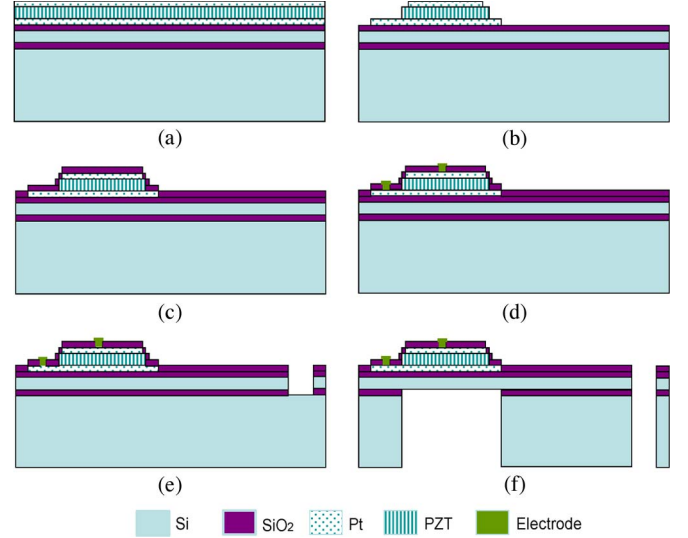 (a) (b)
(c) (d)
(e) (f)
Si SiO₂ Pt PZT Electrode